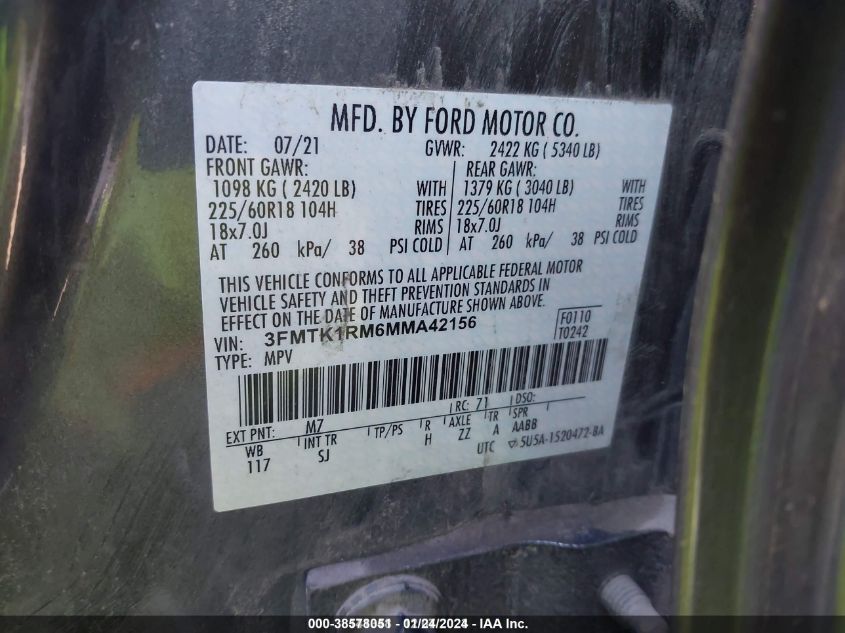 MFD. BY FORD MOTOR CO.
DATE: 07/21 GVWR: 2422 KG ( 5340 LB)
FRONT GAWR: REAR GAWR:
1098 KG ( 2420 LB) WITH 1379 KG ( 3040 LB) WITH
225/60R18 104H TIRES 225/60R18 104H TIRES
18x7.0J RIMS 18x7.0J RIMS
AT 260 kPa/ 38 PSI COLD AT 260 kPa/ 38 PSI COLD
THIS VEHICLE CONFORMS TO ALL APPLICABLE FEDERAL MOTOR
VEHICLE SAFETY AND THEFT PREVENTION STANDARDS IN
EFFECT ON THE DATE OF MANUFACTURE SHOWN ABOVE.
VIN: 3FMTK1RM6MMA42156 F0110
TYPE: MPV T0242
EXT PNT: M7 RC: 71 DSO:
WB INT TR TP/PS R AXLE TR SPR
117 SJ H ZZ A AABB
UTC 5U5A-1520472-BA
000-38578051 - 01/24/2024 - IAA Inc.